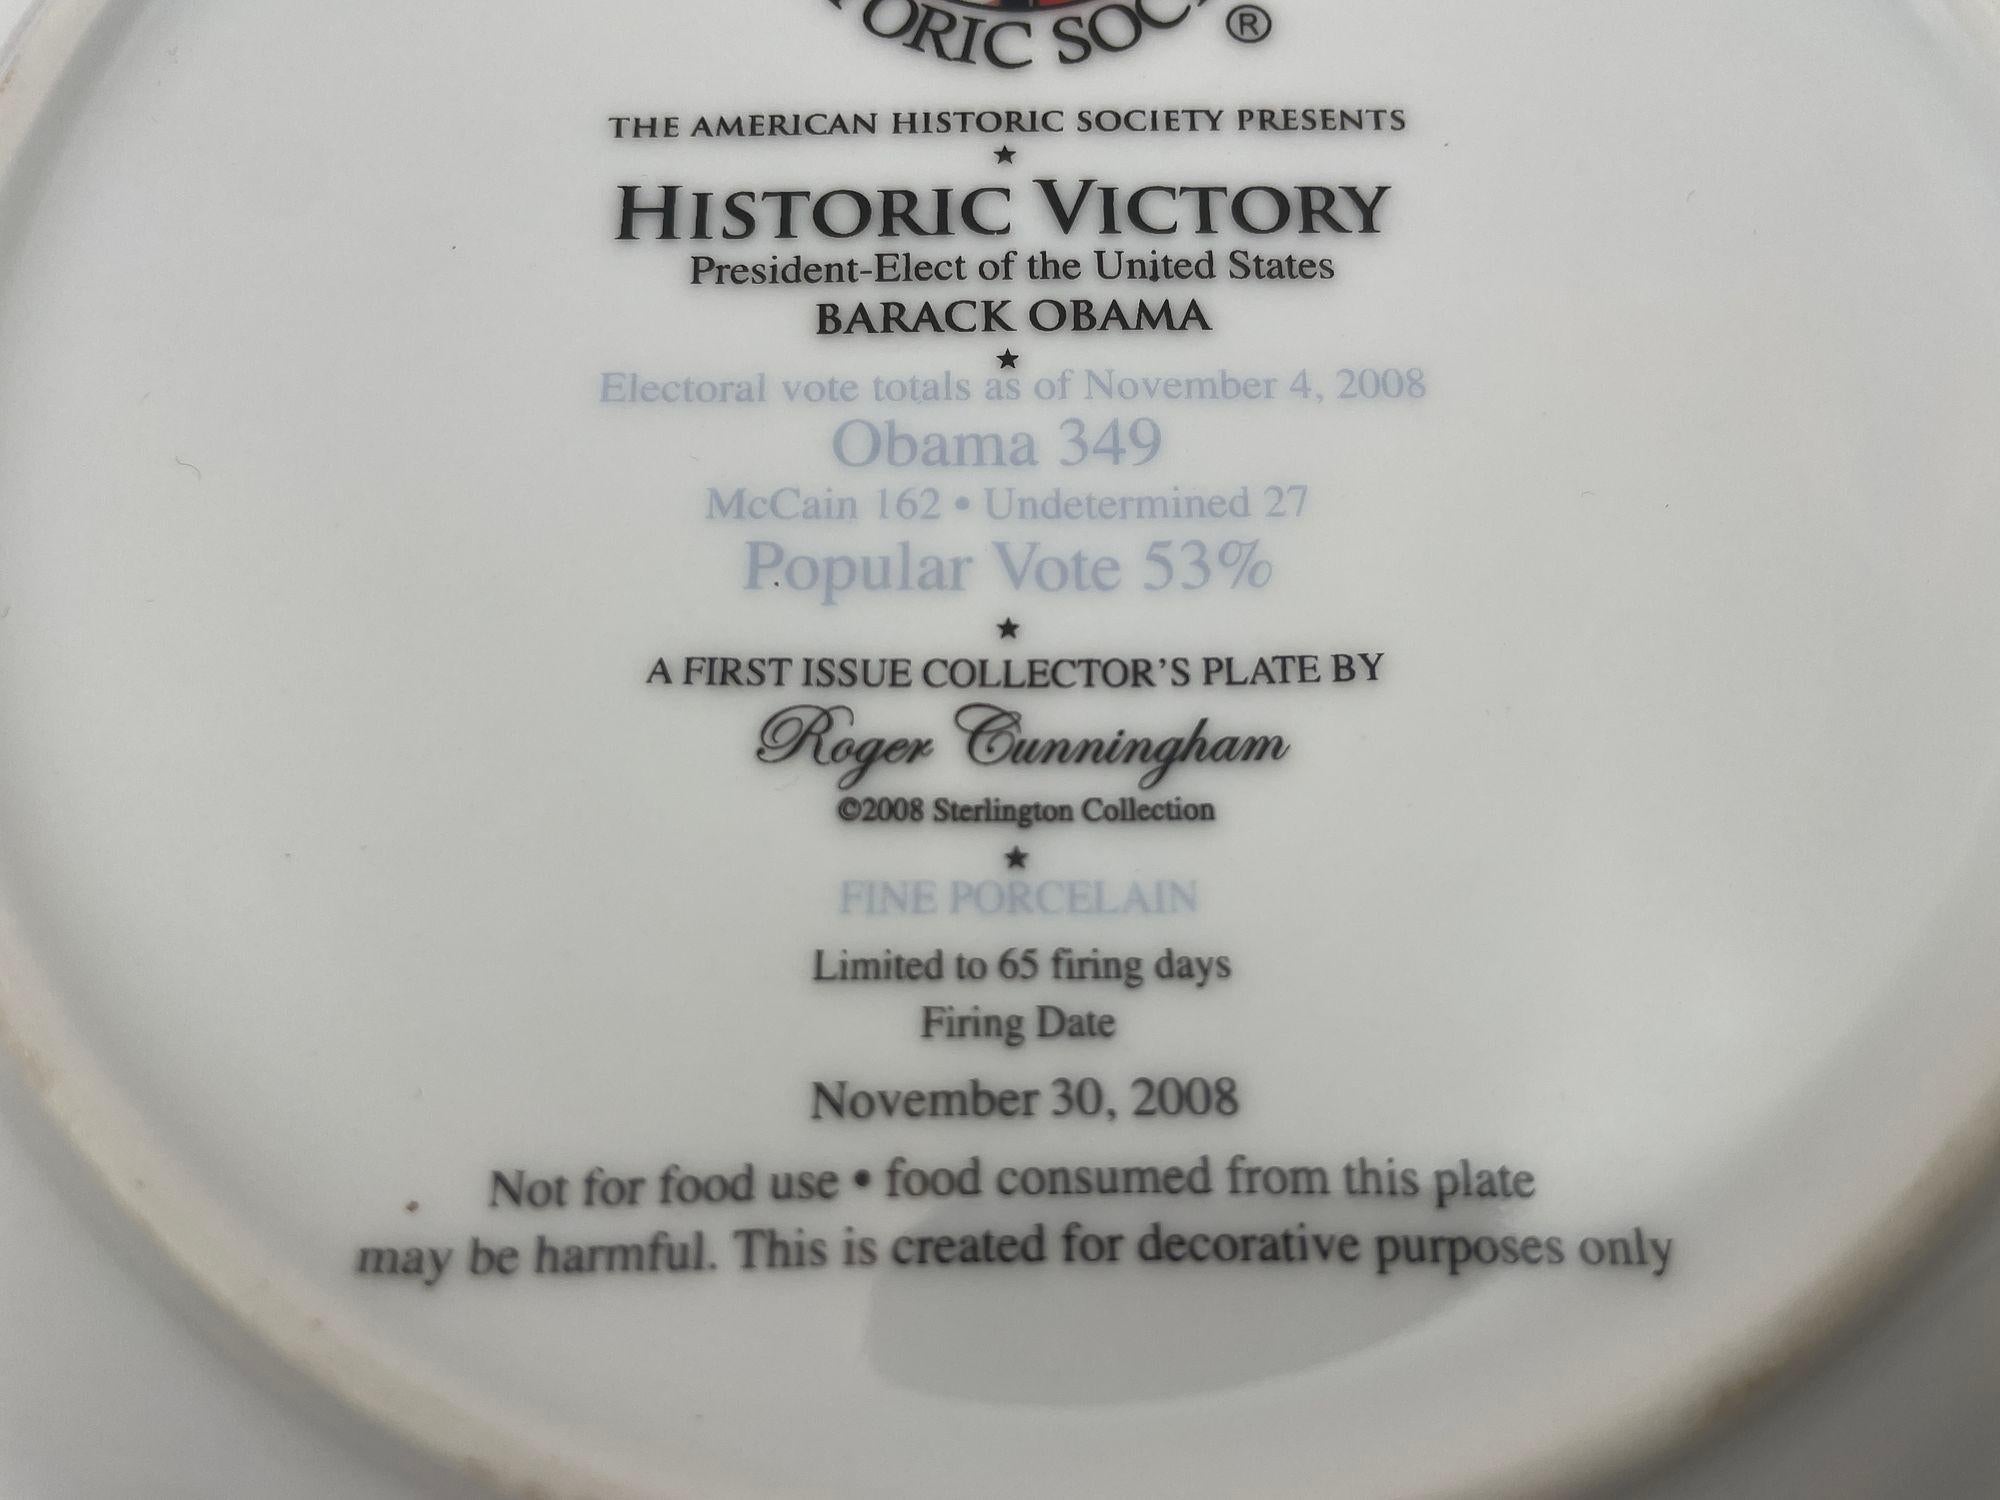 ORIC SOC ®
THE AMERICAN HISTORIC SOCIETY PRESENTS
HISTORIC VICTORY
President-Elect of the United States
BARACK OBAMA
Electoral vote totals as of November 4, 2008
Obama 349
McCain 162 • Undetermined 27
Popular Vote 53%
A FIRST ISSUE COLLECTOR'S PLATE BY
Roger Cunningham
©2008 Sterlington Collection
FINE PORCELAIN
Limited to 65 firing days
Firing Date
November 30, 2008
Not for food use • food consumed from this plate
may be harmful. This is created for decorative purposes only